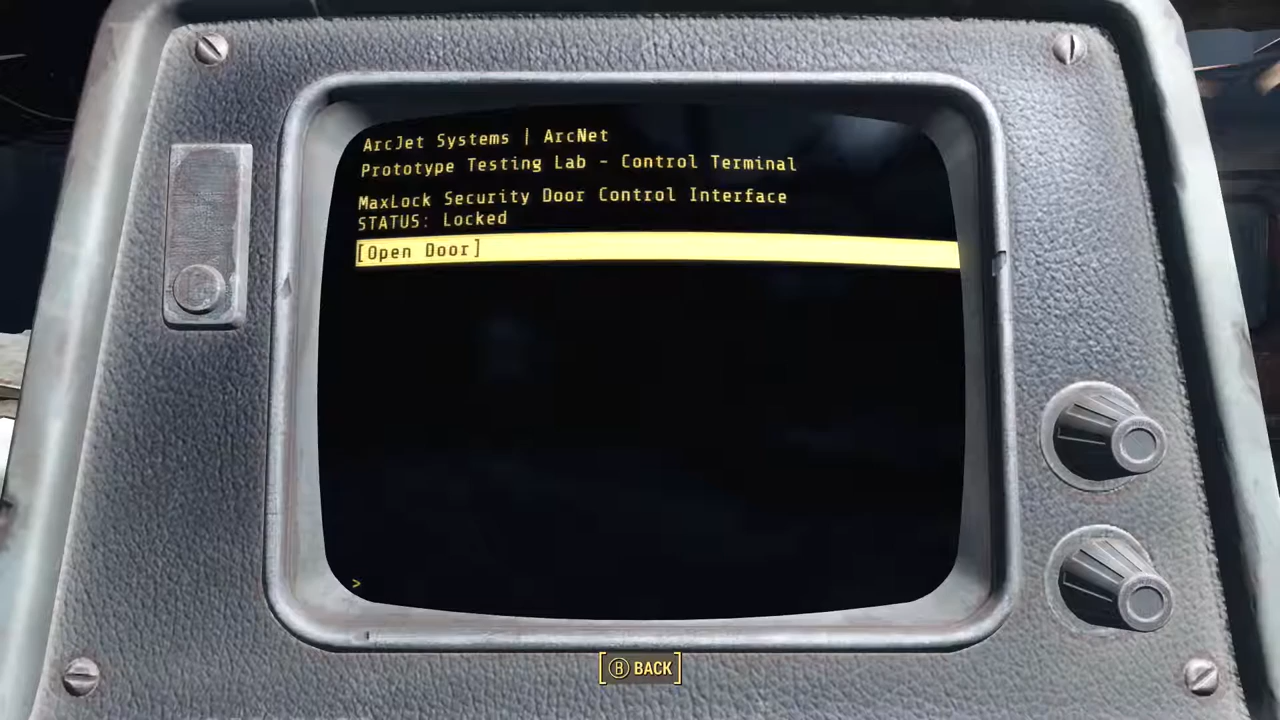 ArcJet Systems | ArcNet
Prototype Testing Lab - Control Terminal
MaxLock Security Door Control Interface
STATUS: Locked
[Open Door]
>
[Ⓑ BACK]